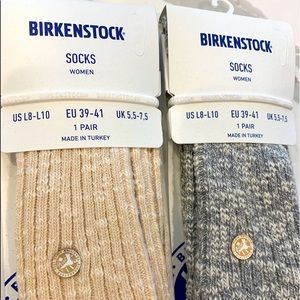 BIRKENSTOCK
SOCKS
WOMEN
US L8-L10 EU 39-41 UK 5,5-7,5
1 PAIR
MADE IN TURKEY
BIRKENSTOCK
SOCKS
WOMEN
US L8-L10 EU 39-41 UK 5,5-7,5
1 PAIR
MADE IN TURKEY